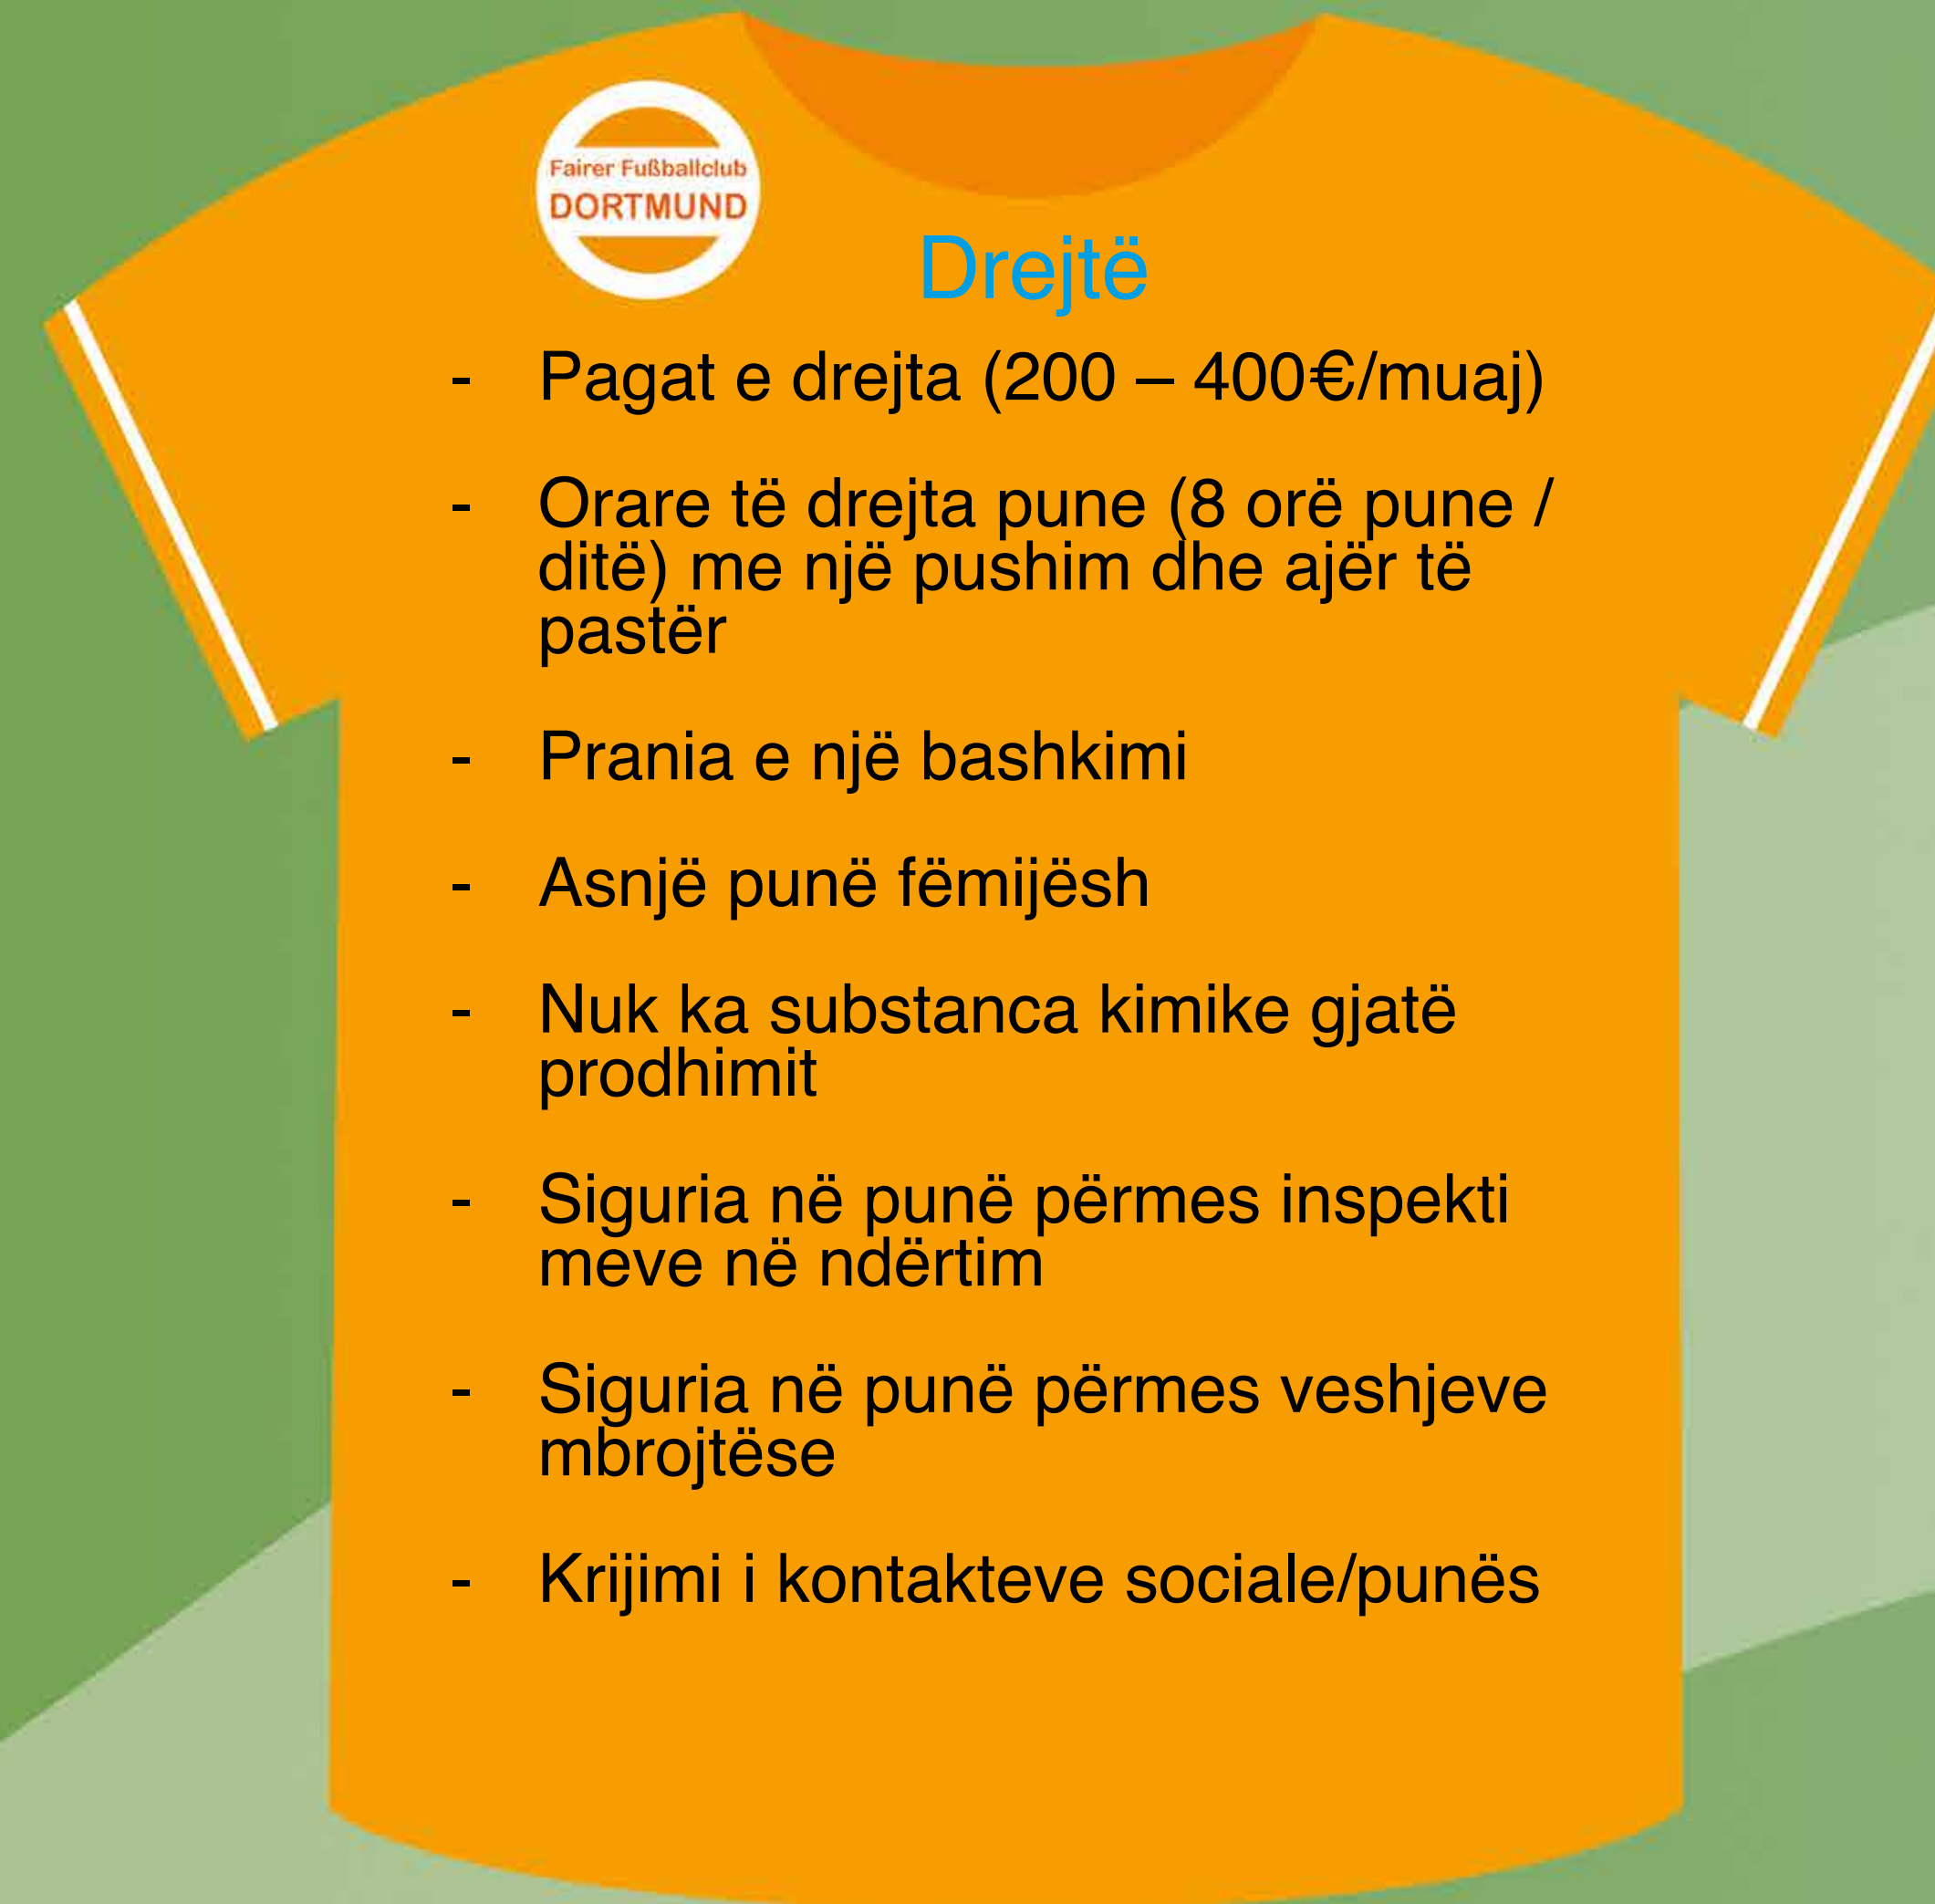 Fairer Fußballclub
DORTMUND
Drejtë
- Pagat e drejta (200 – 400€/muaj)
- Orare të drejta pune (8 orë pune /
ditë) me një pushim dhe ajër të
pastër
- Prania e një bashkimi
- Asnjë punë fëmijësh
- Nuk ka substanca kimike gjatë
prodhimit
- Siguria në punë përmes inspekti
meve në ndërtim
- Siguria në punë përmes veshjeve
mbrojtëse
- Krijimi i kontakteve sociale/punës